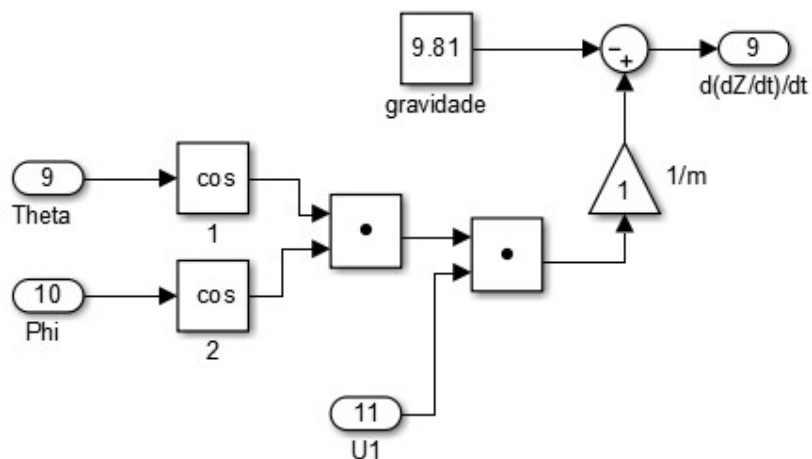 9.81
gravidade
-
+
9
d(dZ/dt)/dt
1
1/m
9
Theta
cos
1
10
Phi
cos
2
11
U1